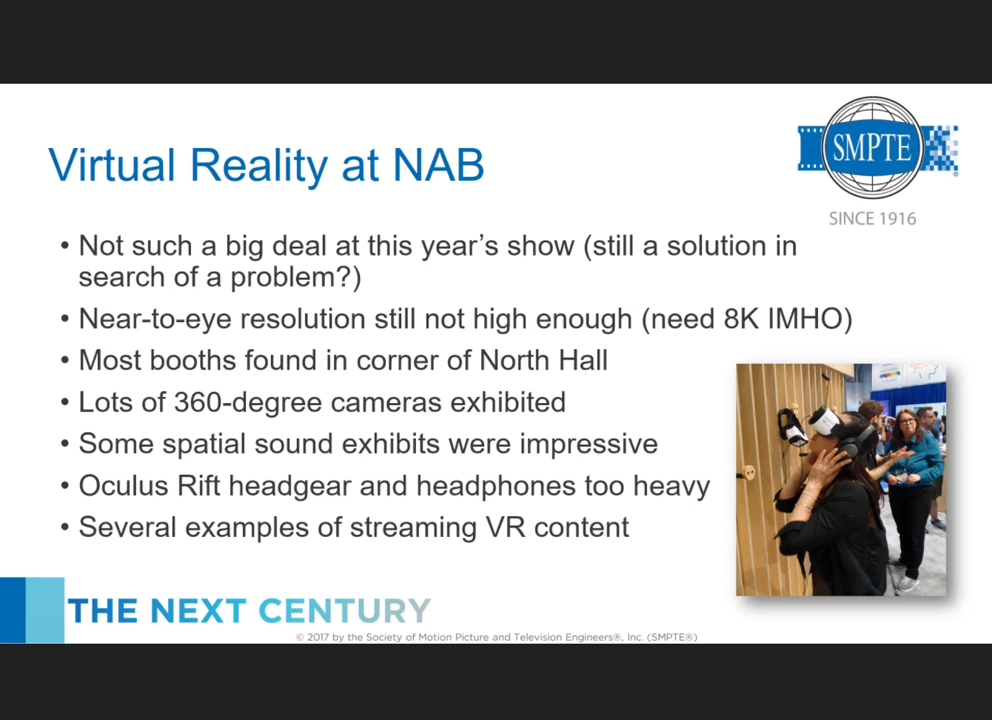 SMPTE
SINCE 1916
Virtual Reality at NAB
• Not such a big deal at this year’s show (still a solution in
search of a problem?)
• Near-to-eye resolution still not high enough (need 8K IMHO)
• Most booths found in corner of North Hall
• Lots of 360-degree cameras exhibited
• Some spatial sound exhibits were impressive
• Oculus Rift headgear and headphones too heavy
• Several examples of streaming VR content
THE NEXT CENTURY
© 2017 by the Society of Motion Picture and Television Engineers®, Inc. (SMPTE®)